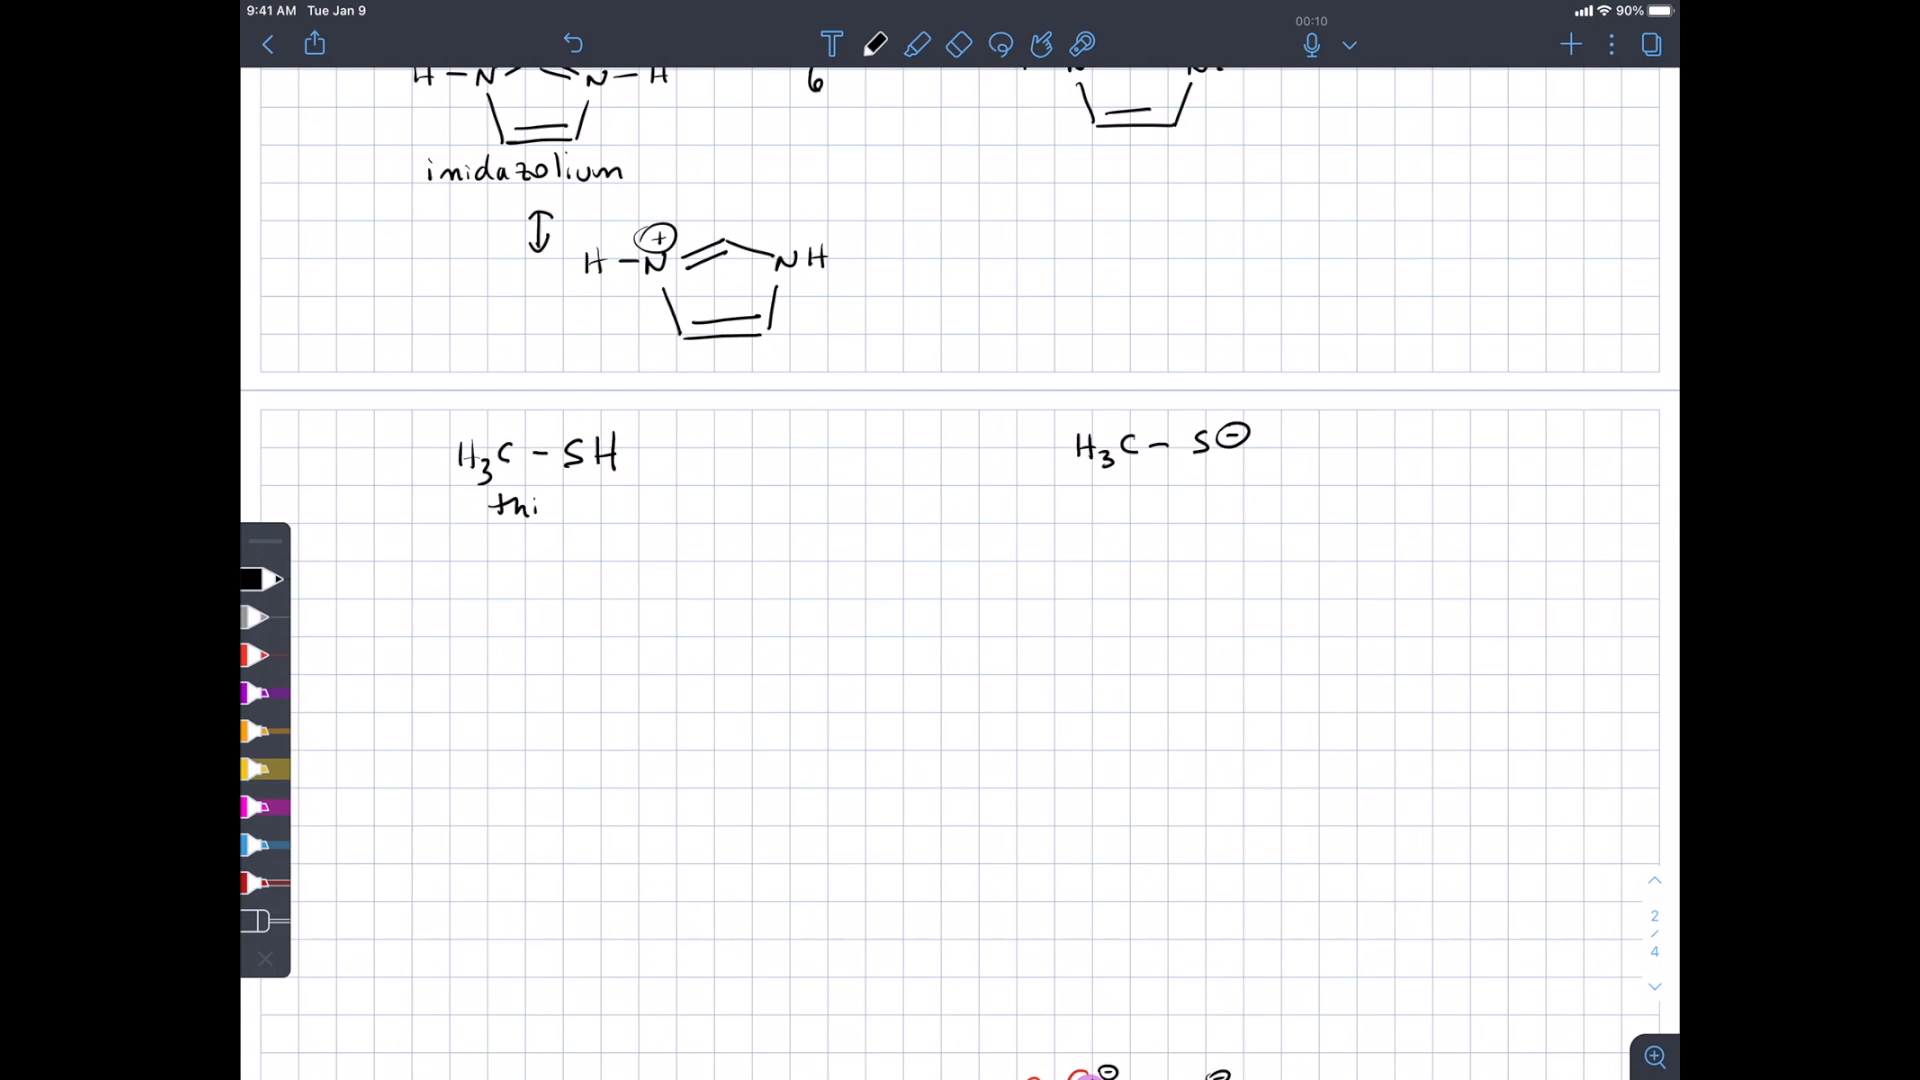 9:41 AM Tue Jan 9
90%
00:10
T
H-N N-H
6
imidazolium
↕
⊕
H-N NH
H₃C - SH
H₃C - S⊖
thi
2
/
4
⊖